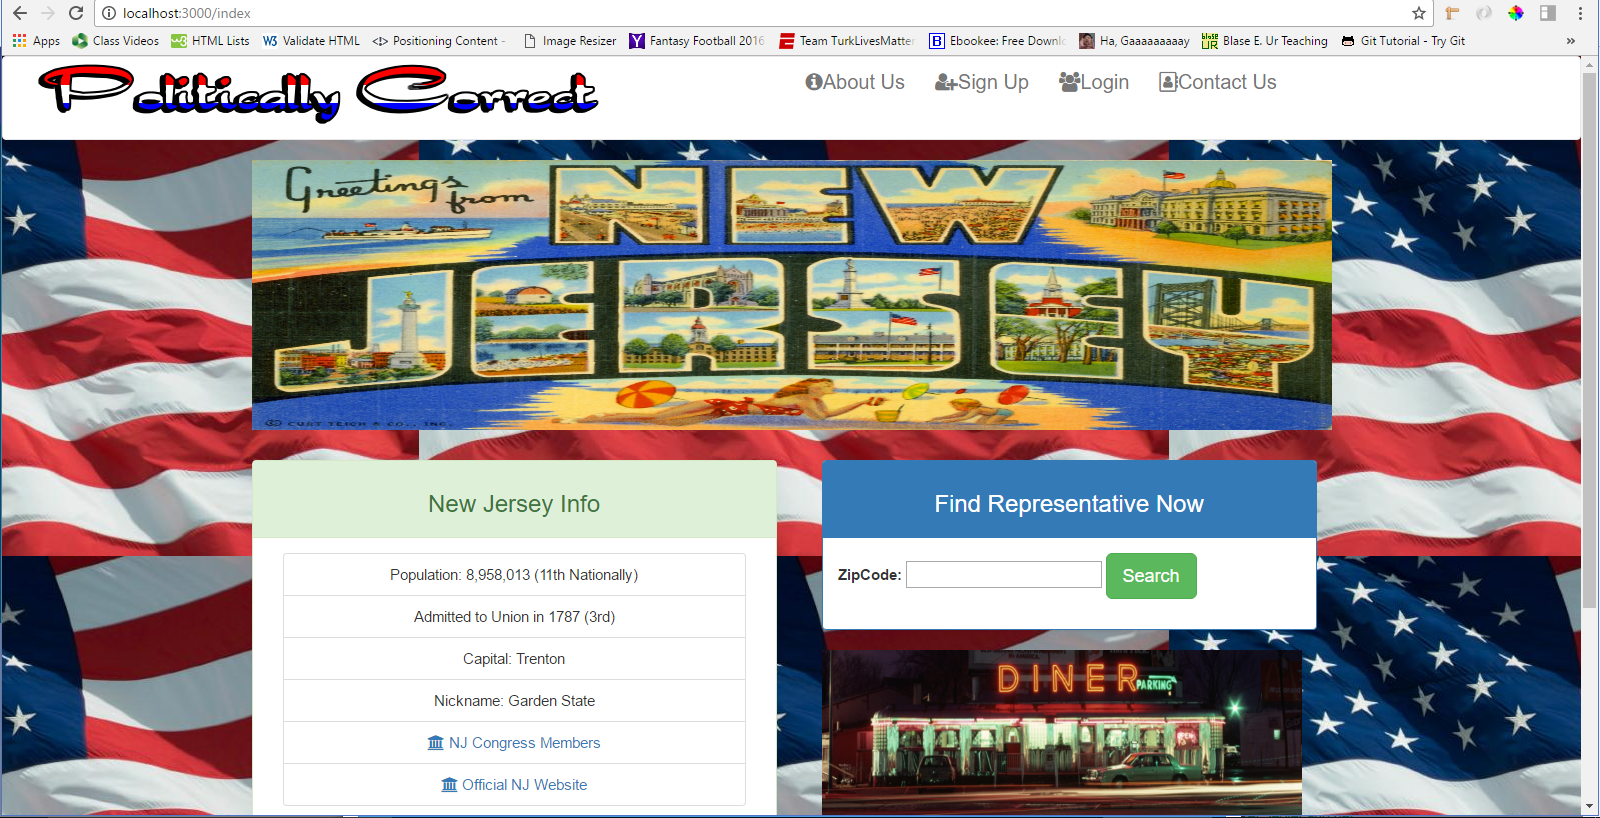 localhost:3000/index
Apps Class Videos HTML Lists Validate HTML Positioning Content - Image Resizer Fantasy Football 2016 Team TurkLivesMatter Ebookee: Free Downlo Ha, Gaaaaaaaaay Blase E. Ur Teaching Git Tutorial - Try Git »
Politically Correct About Us Sign Up Login Contact Us
Greetings from
NEW
JERSEY
CURT TEICH & CO., INC.
New Jersey Info
Population: 8,958,013 (11th Nationally)
Admitted to Union in 1787 (3rd)
Capital: Trenton
Nickname: Garden State
NJ Congress Members
Official NJ Website
Find Representative Now
ZipCode: Search
DINER
PARKING
OPEN